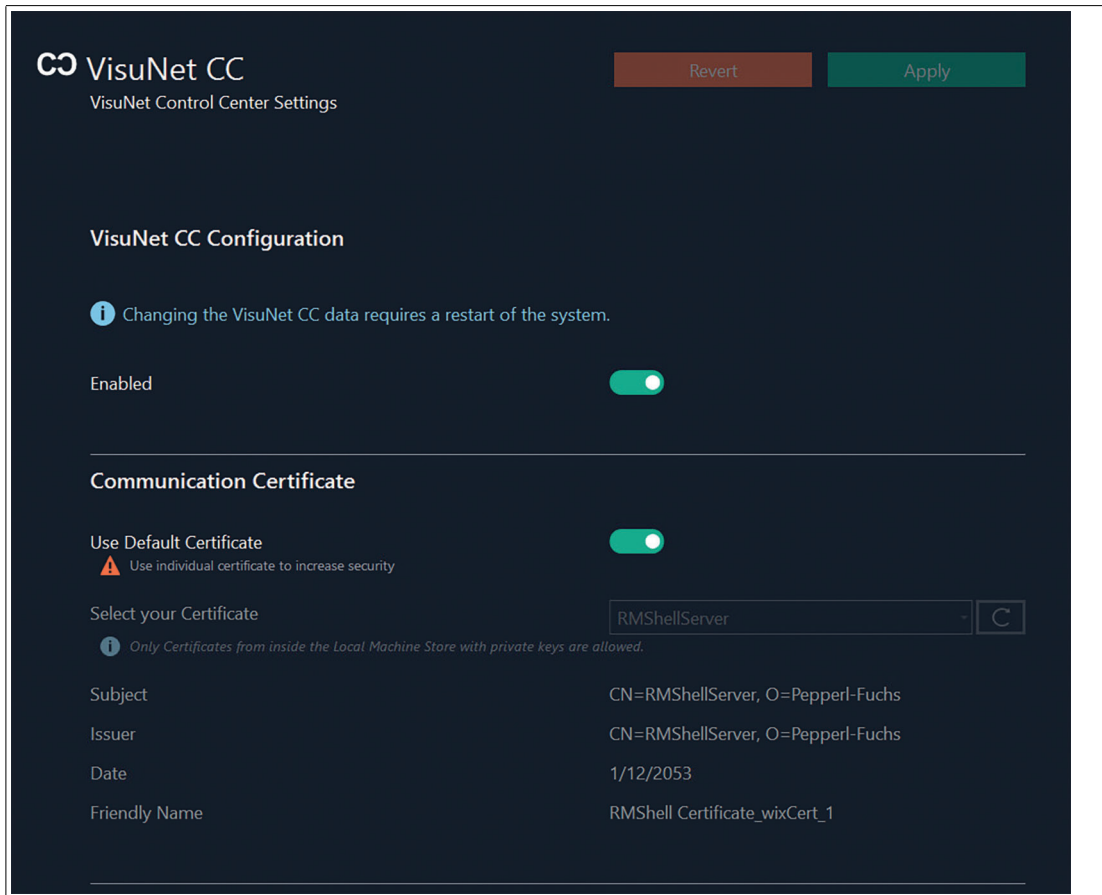 VisuNet CC
Revert
Apply
VisuNet Control Center Settings
VisuNet CC Configuration
Changing the VisuNet CC data requires a restart of the system.
Enabled
Communication Certificate
Use Default Certificate
Use individual certificate to increase security
Select your Certificate
RMShellServer
Only Certificates from inside the Local Machine Store with private keys are allowed.
Subject
CN=RMShellServer, O=Pepperl-Fuchs
Issuer
CN=RMShellServer, O=Pepperl-Fuchs
Date
1/12/2053
Friendly Name
RMShell Certificate_wixCert_1